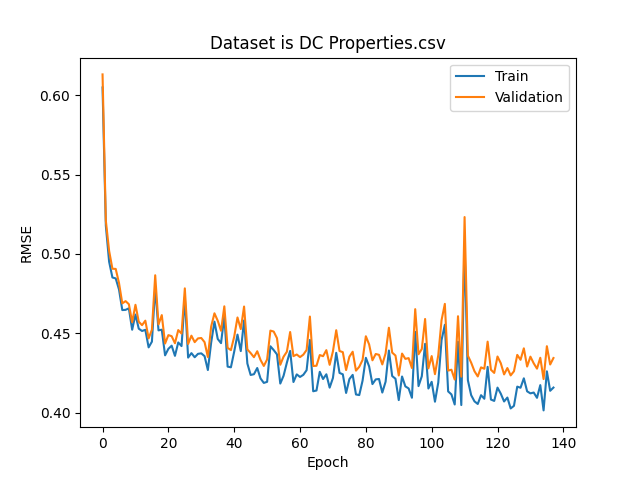 Dataset is DC Properties.csv
Train
Validation
0.60
0.55
0.50
0.45
0.40
RMSE
0 20 40 60 80 100 120 140
Epoch